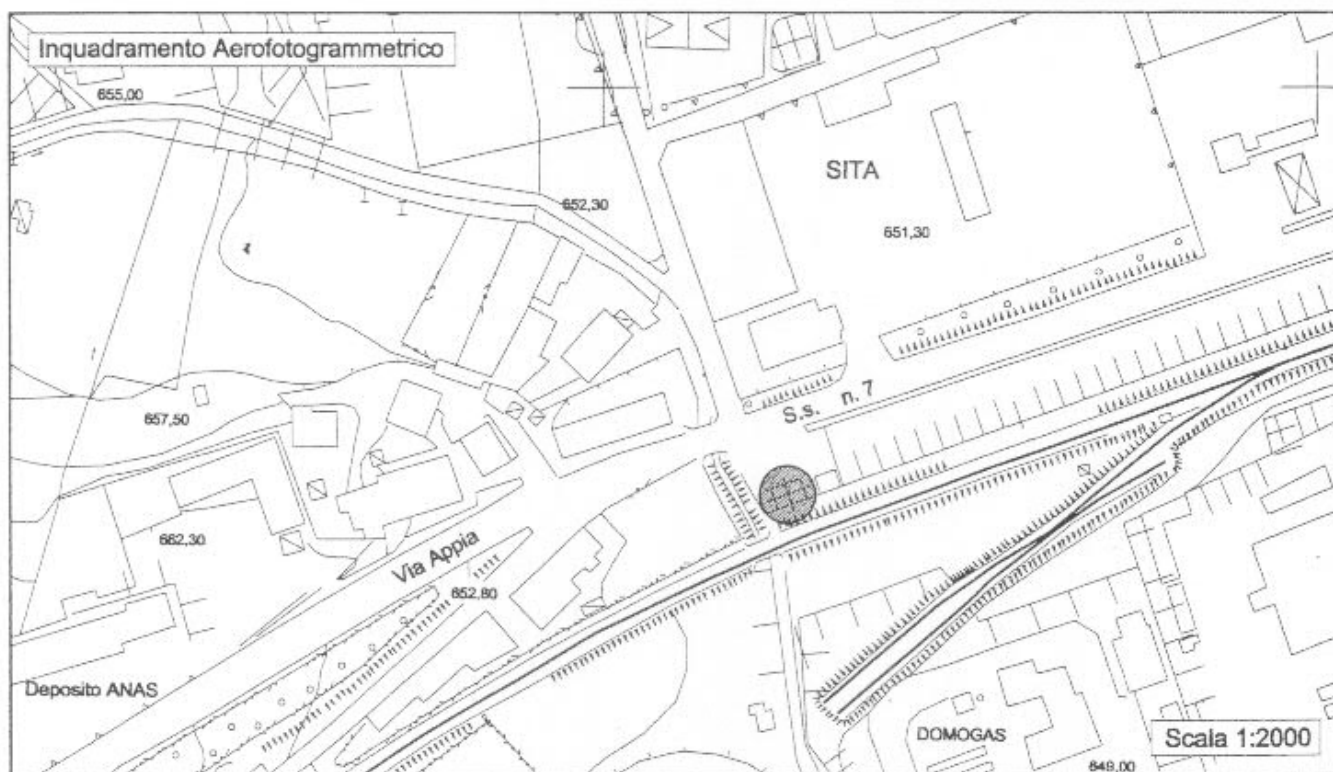 Inquadramento Aerofotogrammetrico
655,00
SITA
652,30
651,30
S.s. n. 7
657,50
662,30
Via Appia
652,80
Deposito ANAS
DOMOGAS
Scala 1:2000
649,00